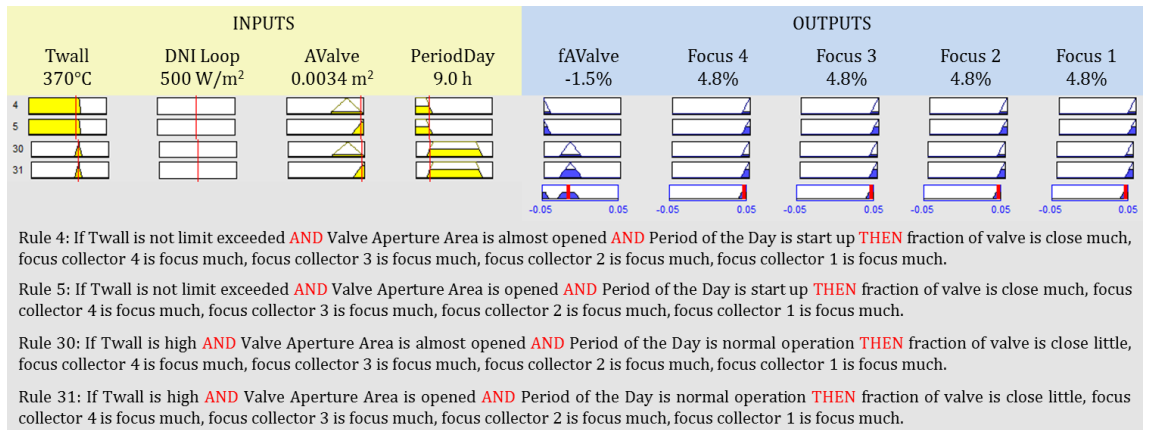 INPUTS OUTPUTS
Twall DNI Loop AValve PeriodDay fAValve Focus 4 Focus 3 Focus 2 Focus 1
370°C 500 W/m² 0.0034 m² 9.0 h -1.5% 4.8% 4.8% 4.8% 4.8%
4
5
30
31
-0.05 0.05 -0.05 0.05 -0.05 0.05 -0.05 0.05 -0.05 0.05
Rule 4: If Twall is not limit exceeded AND Valve Aperture Area is almost opened AND Period of the Day is start up THEN fraction of valve is close much,
focus collector 4 is focus much, focus collector 3 is focus much, focus collector 2 is focus much, focus collector 1 is focus much.
Rule 5: If Twall is not limit exceeded AND Valve Aperture Area is opened AND Period of the Day is start up THEN fraction of valve is close much, focus
collector 4 is focus much, focus collector 3 is focus much, focus collector 2 is focus much, focus collector 1 is focus much.
Rule 30: If Twall is high AND Valve Aperture Area is almost opened AND Period of the Day is normal operation THEN fraction of valve is close little,
focus collector 4 is focus much, focus collector 3 is focus much, focus collector 2 is focus much, focus collector 1 is focus much.
Rule 31: If Twall is high AND Valve Aperture Area is opened AND Period of the Day is normal operation THEN fraction of valve is close little, focus
collector 4 is focus much, focus collector 3 is focus much, focus collector 2 is focus much, focus collector 1 is focus much.